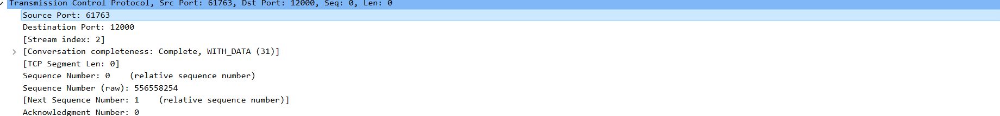 Transmission Control Protocol, Src Port: 61763, Dst Port: 12000, Seq: 0, Len: 0
Source Port: 61763
Destination Port: 12000
[Stream index: 2]
[Conversation completeness: Complete, WITH_DATA (31)]
[TCP Segment Len: 0]
Sequence Number: 0    (relative sequence number)
Sequence Number (raw): 556558254
[Next Sequence Number: 1    (relative sequence number)]
Acknowledgment Number: 0